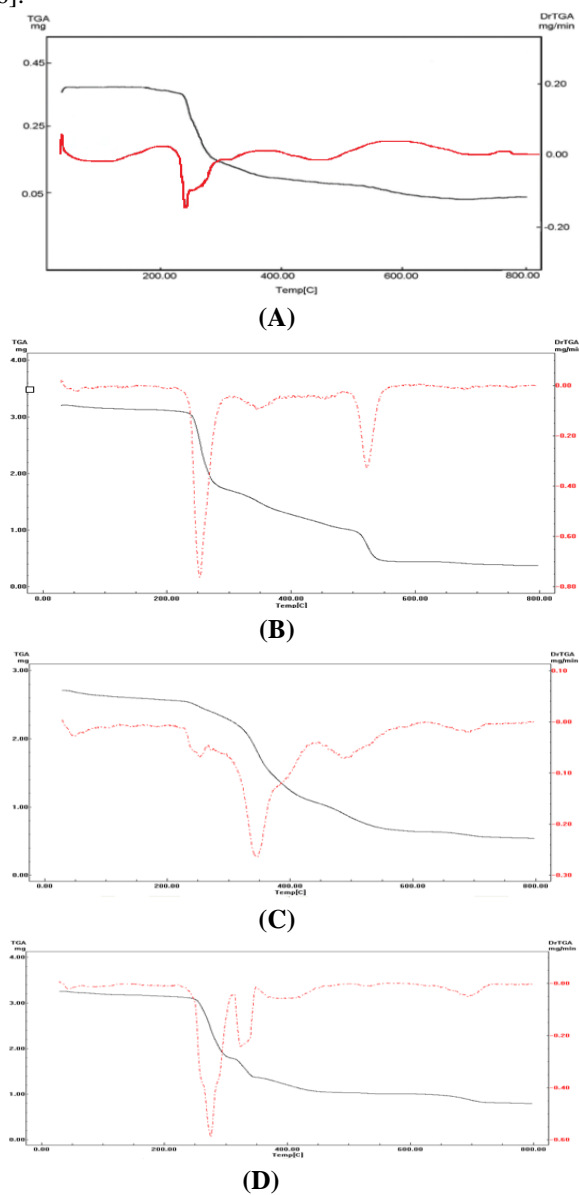 TGA DrTGA
mg mg/min
0.45
0.20
0.25
0.00
0.05
-0.20
200.00 400.00 600.00 800.00
Temp[C]
(A)
TGA DrTGA
mg mg/min
4.00
0.00
3.00
0.20
2.00
0.40
1.00
0.60
0.00 0.00 200.00 400.00 600.00 800.00 0.80
Temp[C]
(B)
TGA DrTGA
mg mg/min
3.00 0.10
0.00
2.00
0.10
1.00
0.20
0.00 0.30
0.00 200.00 400.00 600.00 800.00
Temp[C]
(C)
TGA DrTGA
mg mg/min
4.00
0.00
3.00
0.20
2.00
0.40
1.00
0.00 0.60
0.00 200.00 400.00 600.00 800.00
Temp[C]
(D)